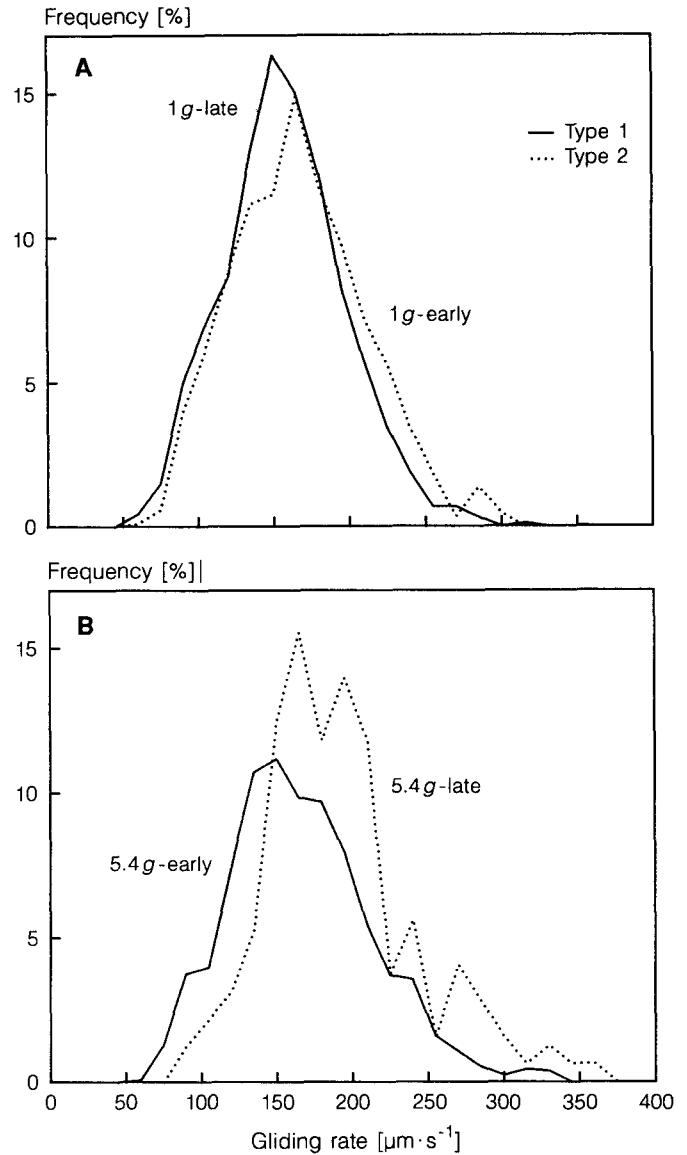 Frequency [%]
A
15
1g-late
Type 1
Type 2
10
1g-early
5
0
Frequency [%]|
B
15
5.4g-late
10
5.4g-early
5
0
0 50 100 150 200 250 300 350 400
Gliding rate [µm·s⁻¹]